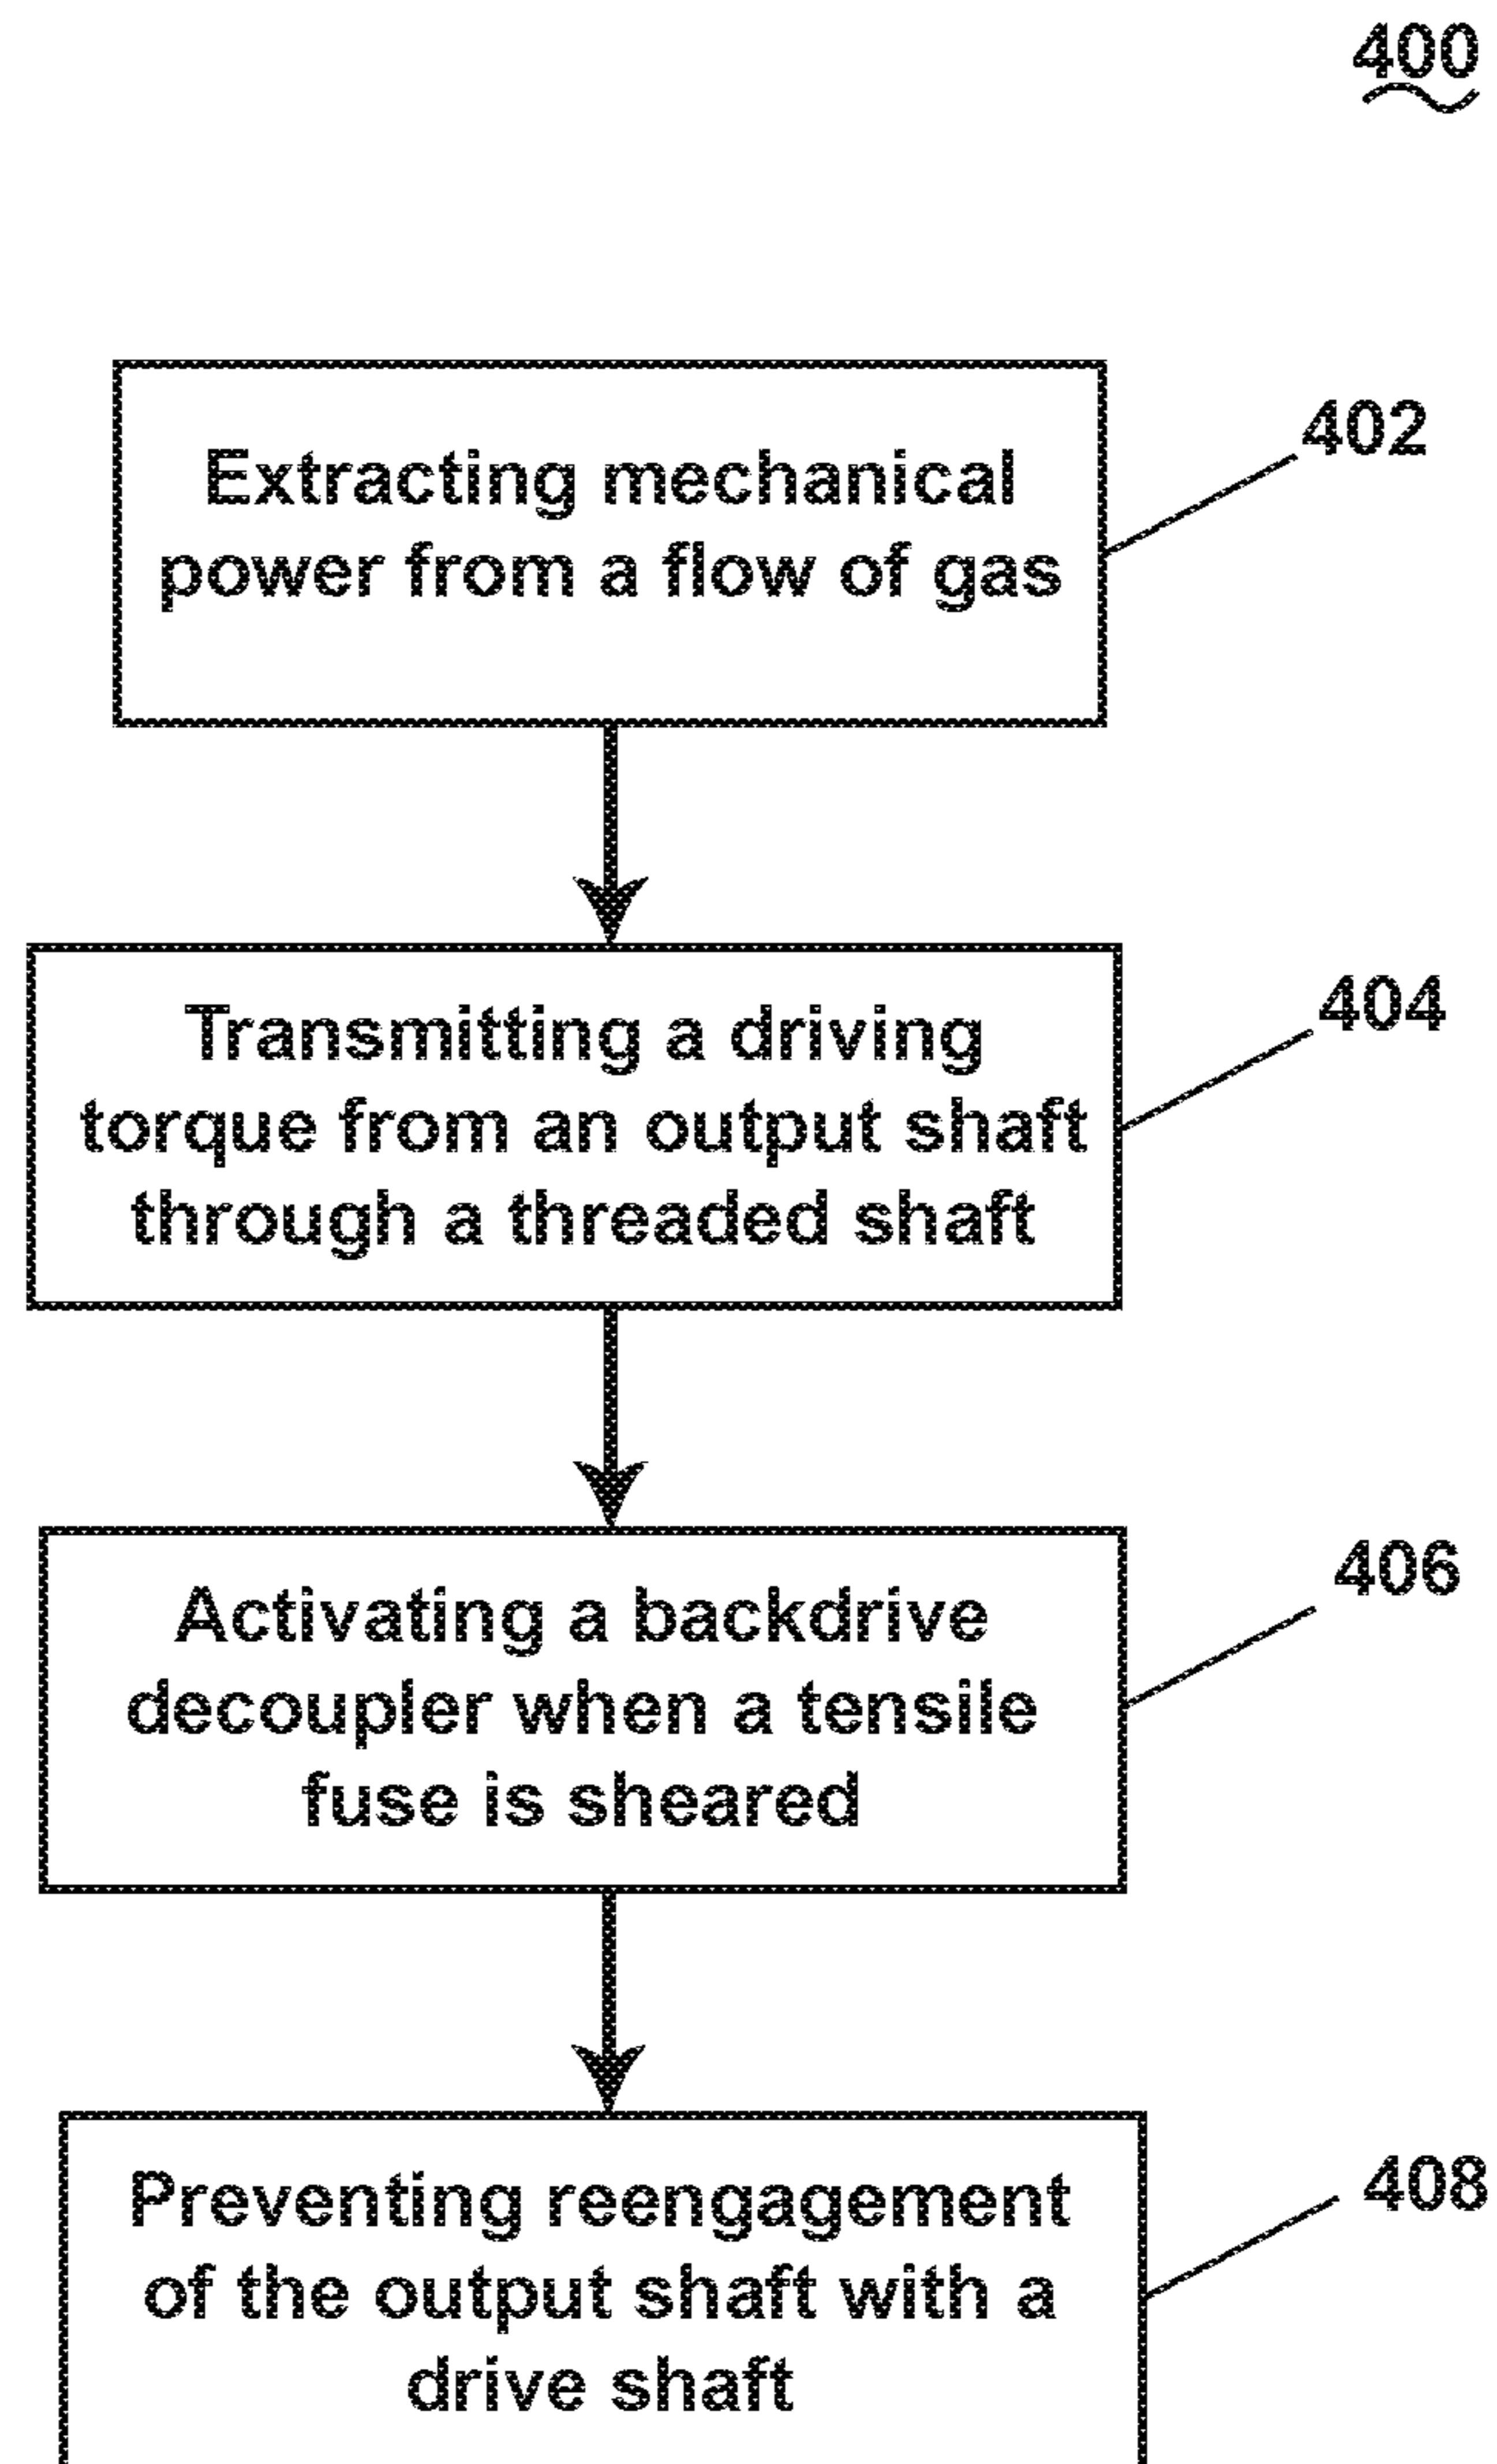 400
Extracting mechanical
power from a flow of gas
402
Transmitting a driving
torque from an output shaft
through a threaded shaft
404
Activating a backdrive
decoupler when a tensile
fuse is sheared
406
Preventing reengagement
of the output shaft with a
drive shaft
408